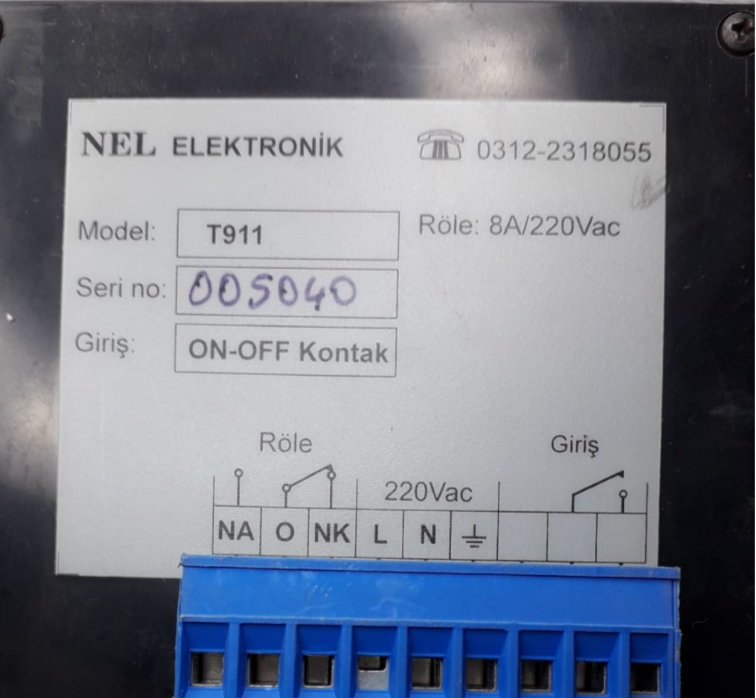 NEL ELEKTRONİK ☏ 0312-2318055
Model: T911 Röle: 8A/220Vac
Seri no: 005040
Giriş: ON-OFF Kontak
Röle Giriş
220Vac
NA O NK L N